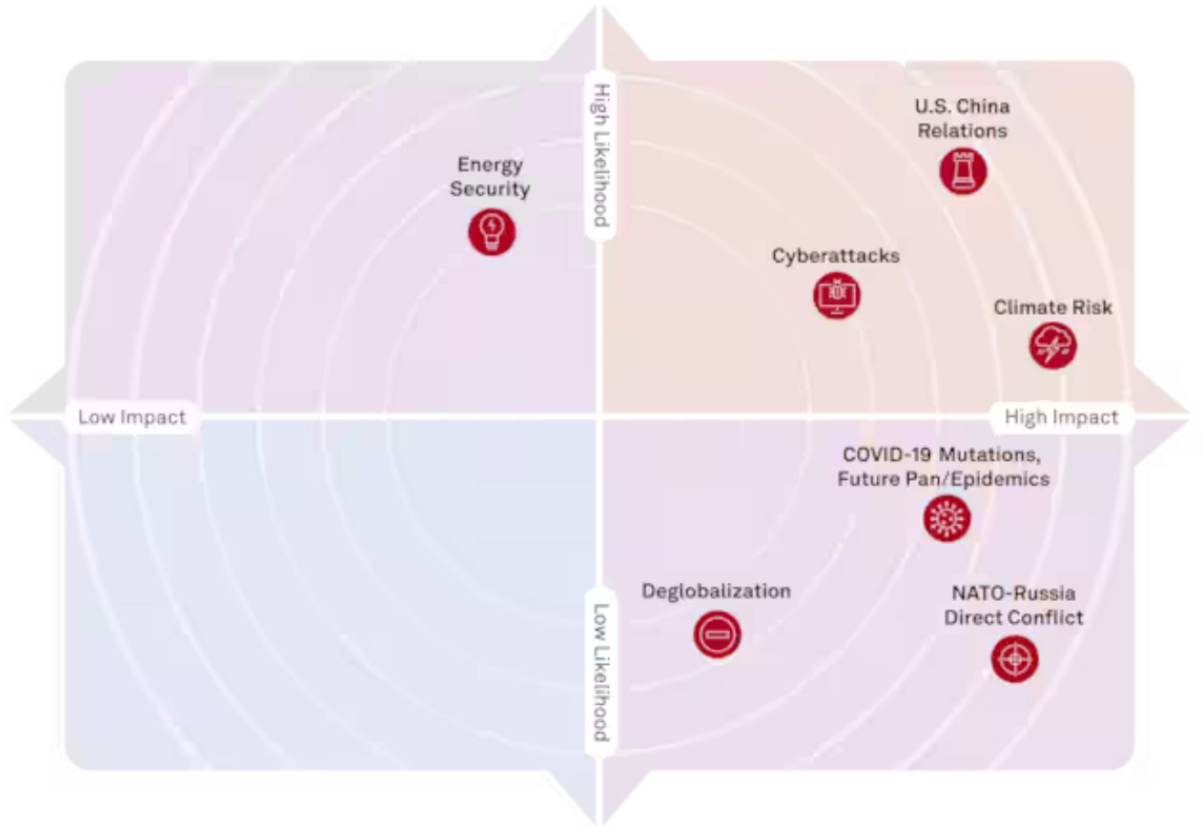 U.S. China
Relations
High Likelihood
Energy
Security
Cyberattacks
Climate Risk
Low Impact
High Impact
COVID-19 Mutations,
Future Pan/Epidemics
Deglobalization
NATO-Russia
Direct Conflict
Low Likelihood